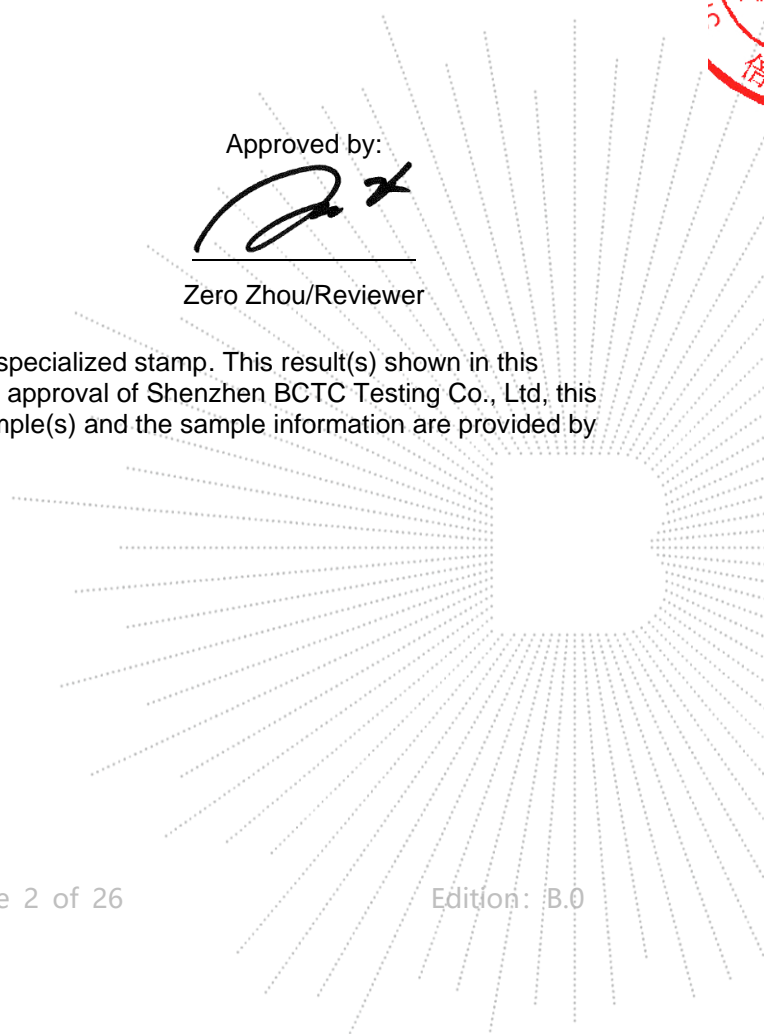 Approved by:
Zero Zhou/Reviewer
specialized stamp. This result(s) shown in this
approval of Shenzhen BCTC Testing Co., Ltd, this
mple(s) and the sample information are provided by
e 2 of 26 Edition: B.0